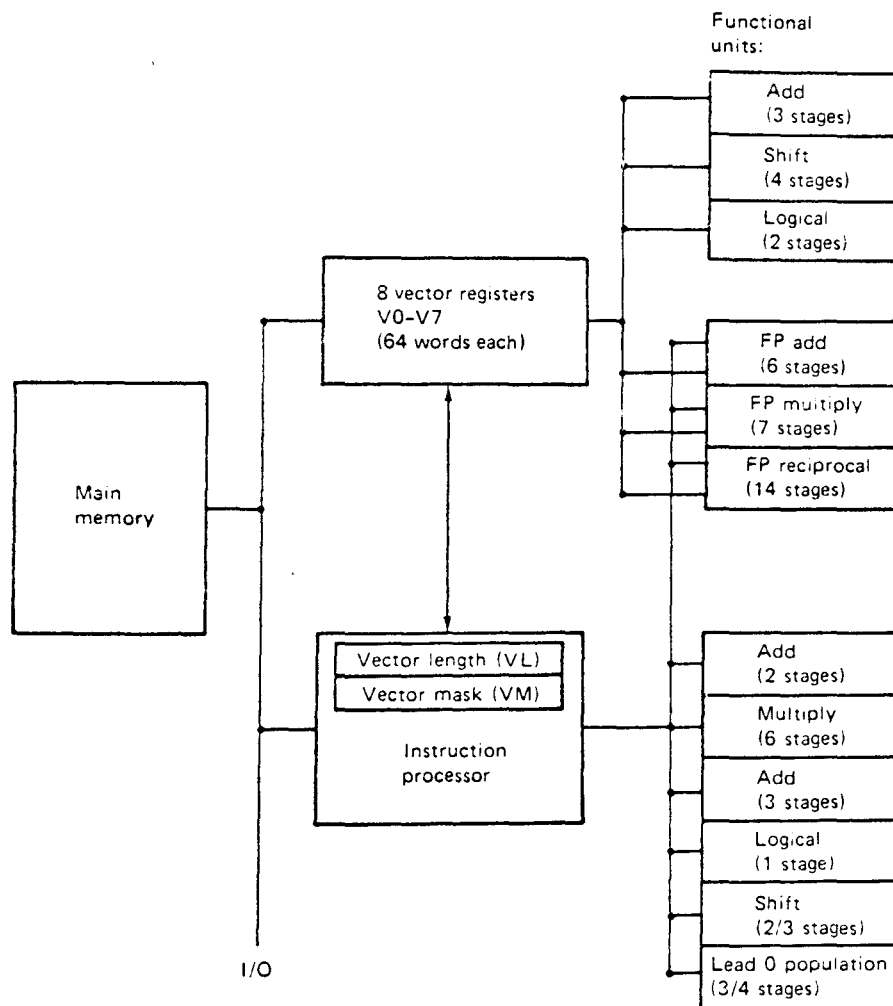 Functional
units:
Add
(3 stages)
Shift
(4 stages)
Logical
(2 stages)
8 vector registers
V0-V7
(64 words each)
FP add
(6 stages)
FP multiply
(7 stages)
FP reciprocal
(14 stages)
Main
memory
Vector length (VL)
Vector mask (VM)
Instruction
processor
Add
(2 stages)
Multiply
(6 stages)
Add
(3 stages)
Logical
(1 stage)
Shift
(2/3 stages)
Lead 0 population
(3/4 stages)
I/O